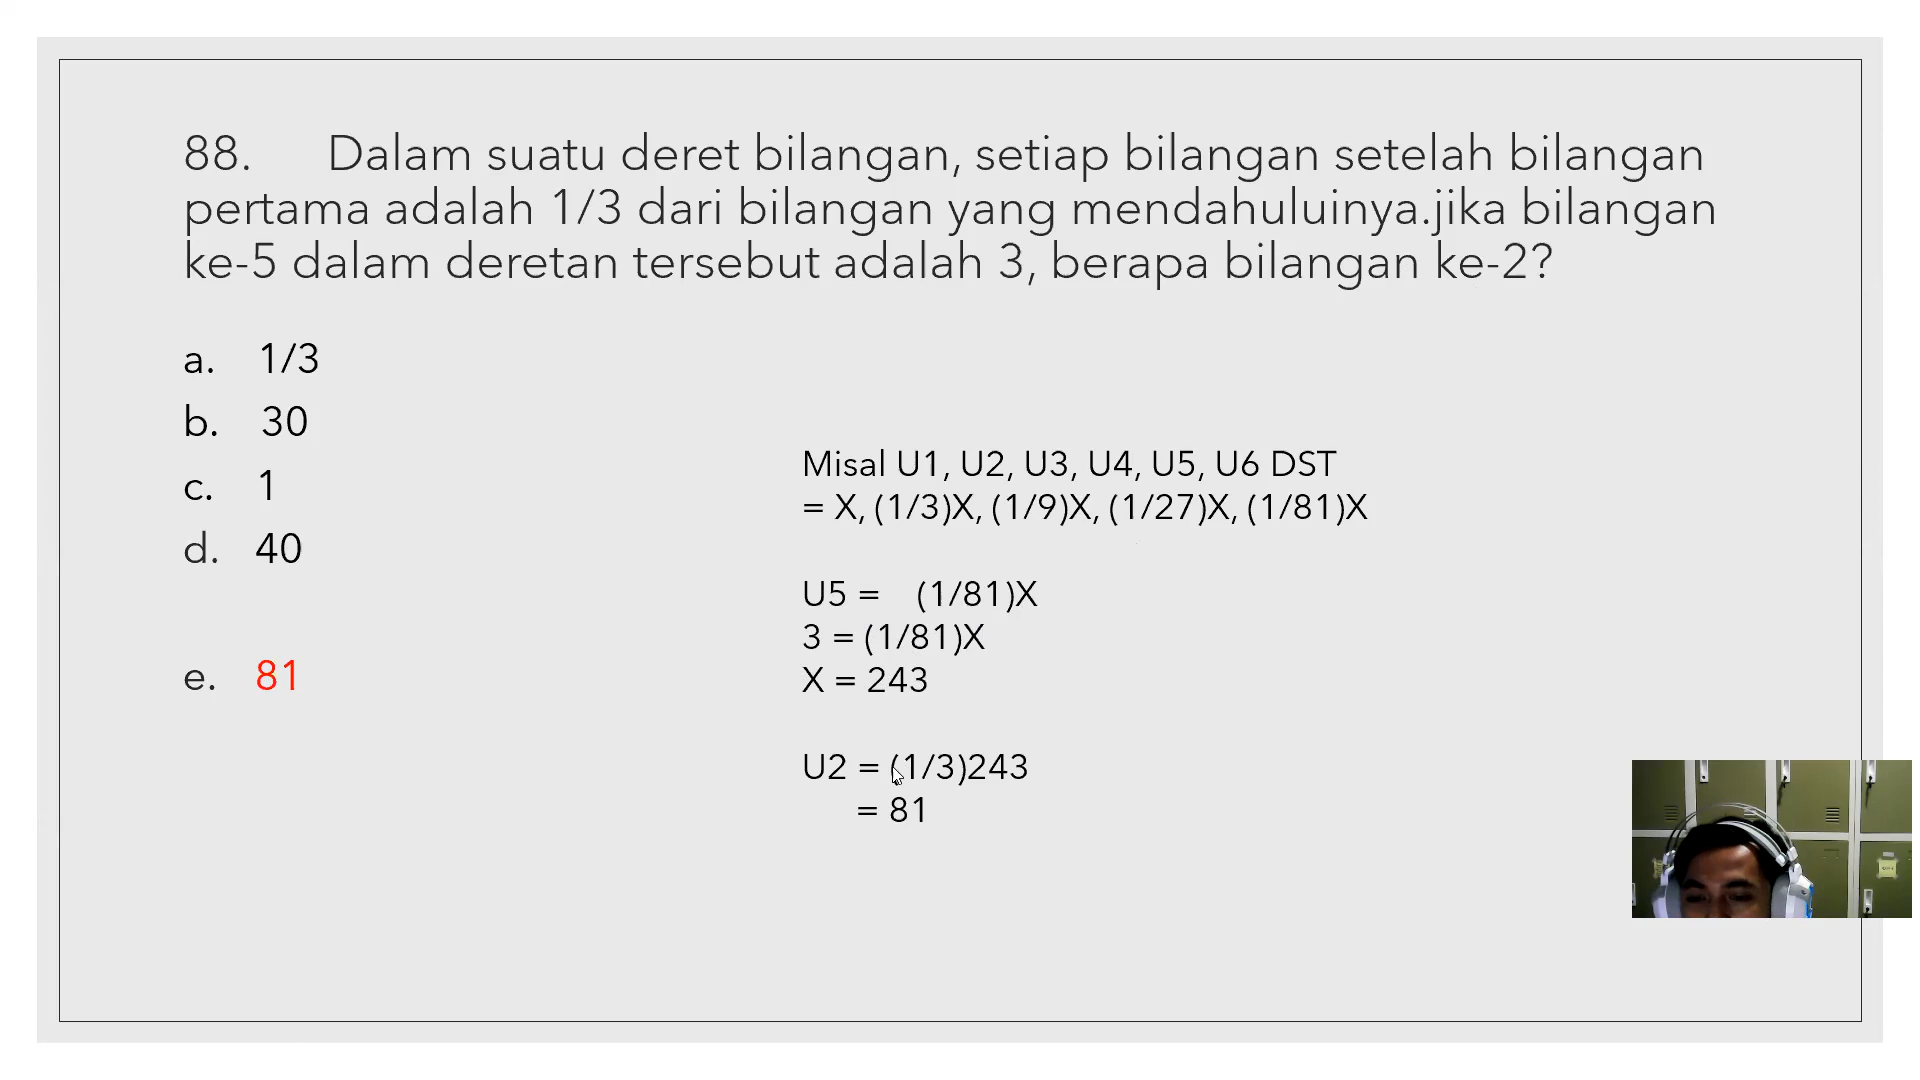 88. Dalam suatu deret bilangan, setiap bilangan setelah bilangan
pertama adalah 1/3 dari bilangan yang mendahuluinya.jika bilangan
ke-5 dalam deretan tersebut adalah 3, berapa bilangan ke-2?
a. 1/3
b. 30
c. 1
d. 40
e. 81
Misal U1, U2, U3, U4, U5, U6 DST
= X, (1/3)X, (1/9)X, (1/27)X, (1/81)X
U5 = (1/81)X
3 = (1/81)X
X = 243
U2 = (1/3)243
= 81